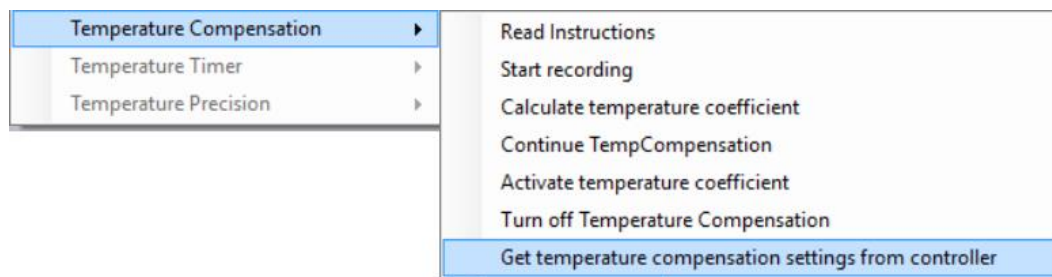 Temperature Compensation
Temperature Timer
Temperature Precision
Read Instructions
Start recording
Calculate temperature coefficient
Continue TempCompensation
Activate temperature coefficient
Turn off Temperature Compensation
Get temperature compensation settings from controller